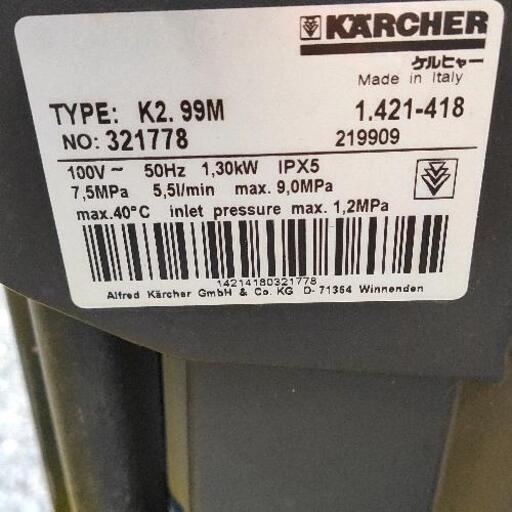 KÄRCHER
ケルヒャー
Made in Italy
TYPE: K2. 99M 1.421-418
NO: 321778 219909
100V~ 50Hz 1,30kW IPX5
7,5MPa 5,5l/min max. 9,0MPa
max.40°C inlet pressure max. 1,2MPa
14214180321778
Alfred Kärcher GmbH & Co. KG D- 71364 Winnenden